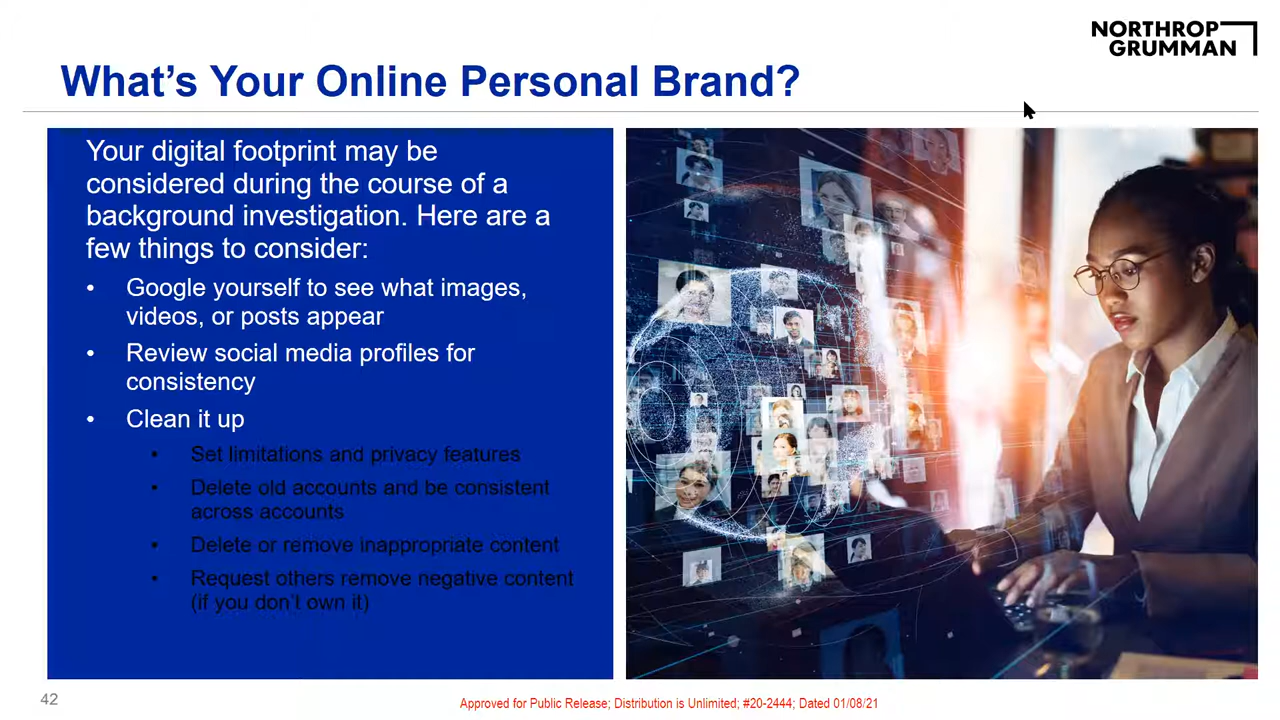 NORTHROP
GRUMMAN
What's Your Online Personal Brand?
Your digital footprint may be
considered during the course of a
background investigation. Here are a
few things to consider:
• Google yourself to see what images,
videos, or posts appear
• Review social media profiles for
consistency
• Clean it up
• Set limitations and privacy features
• Delete old accounts and be consistent
across accounts
• Delete or remove inappropriate content
• Request others remove negative content
(if you don't own it)
42
Approved for Public Release; Distribution is Unlimited; #20-2444; Dated 01/08/21